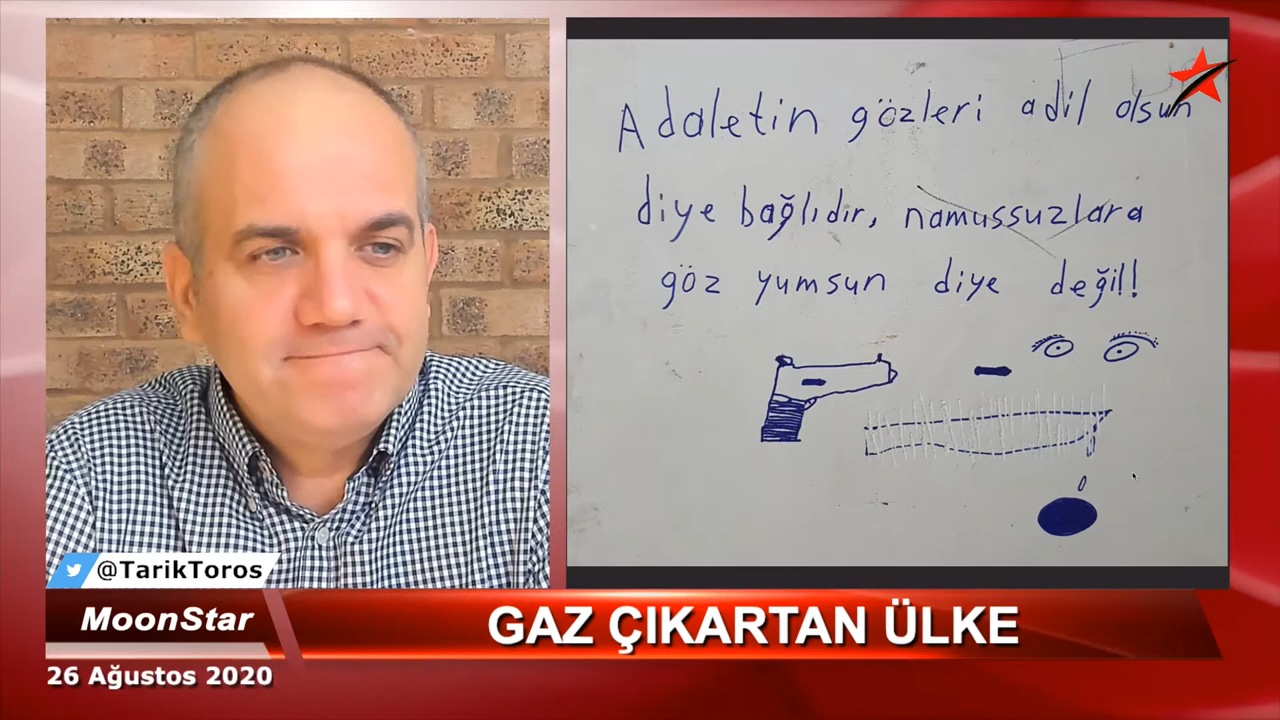 Adaletin gözleri adil olsun
diye bağlıdır, namussuzlara
göz yumsun diye değil!!
@TarikToros
MoonStar
GAZ ÇIKARTAN ÜLKE
26 Ağustos 2020